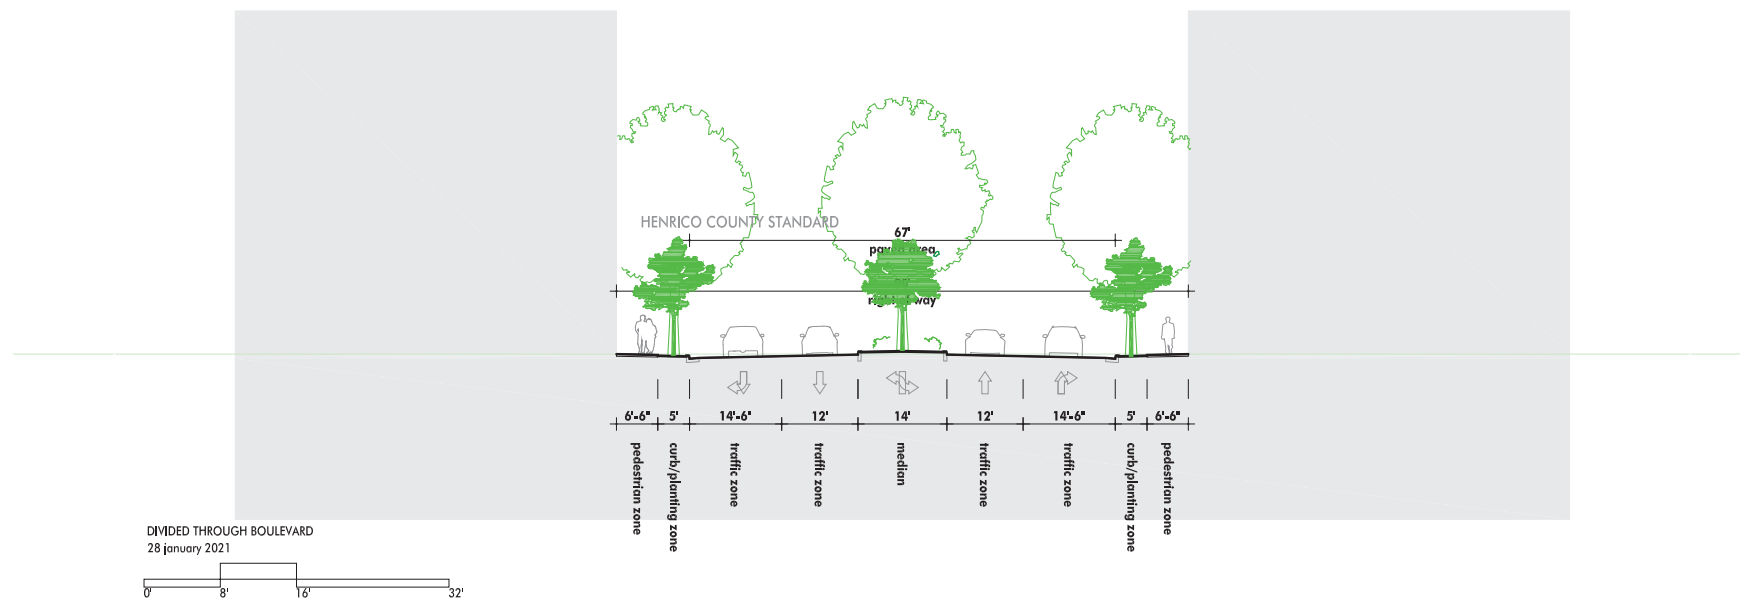 HENRICO COUNTY STANDARD
67'
area
way
6'-6" 5' 14'-6" 12' 14' 12' 14'-6" 5' 6'-6"
pedestrian zone
curb/planting zone
traffic zone
traffic zone
median
traffic zone
traffic zone
curb/planting zone
pedestrian zone
DIVIDED THROUGH BOULEVARD
28 january 2021
0' 8' 16' 32'